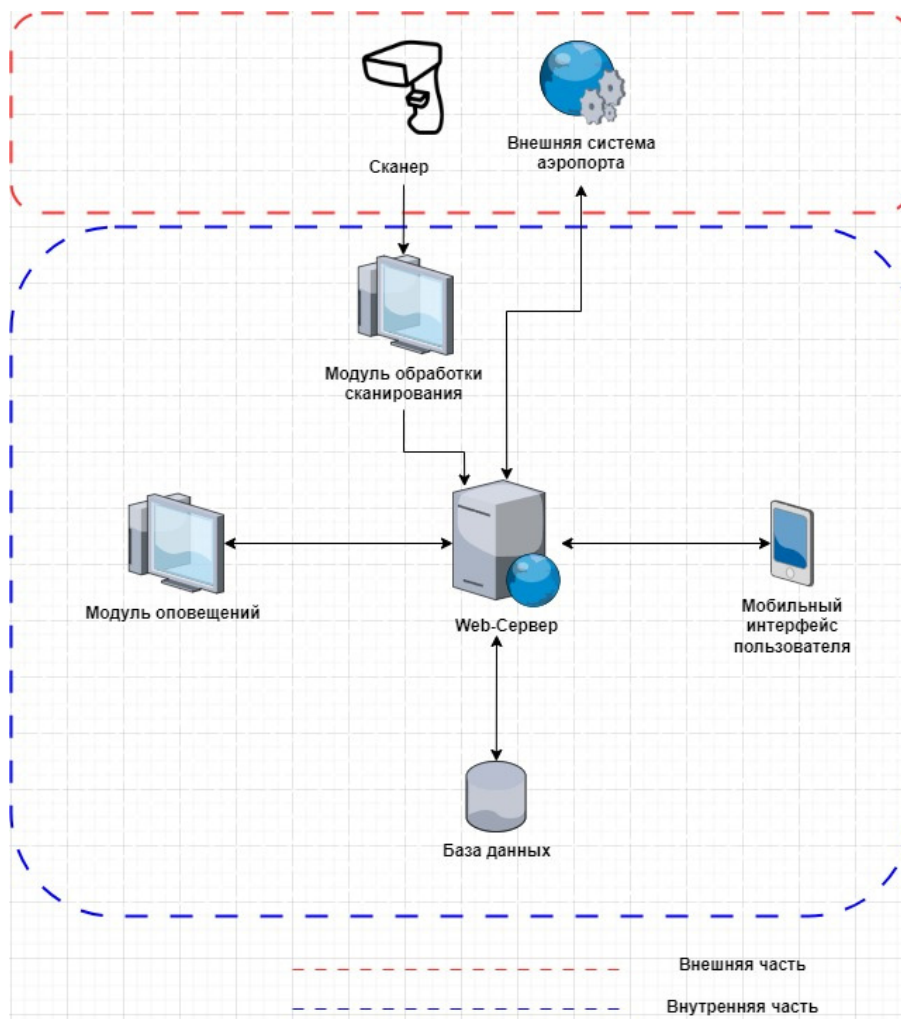 Сканер
Внешняя система
аэропорта
Модуль обработки
сканирования
Модуль оповещений
Web-Сервер
Мобильный
интерфейс
пользователя
База данных
Внешняя часть
Внутренняя часть